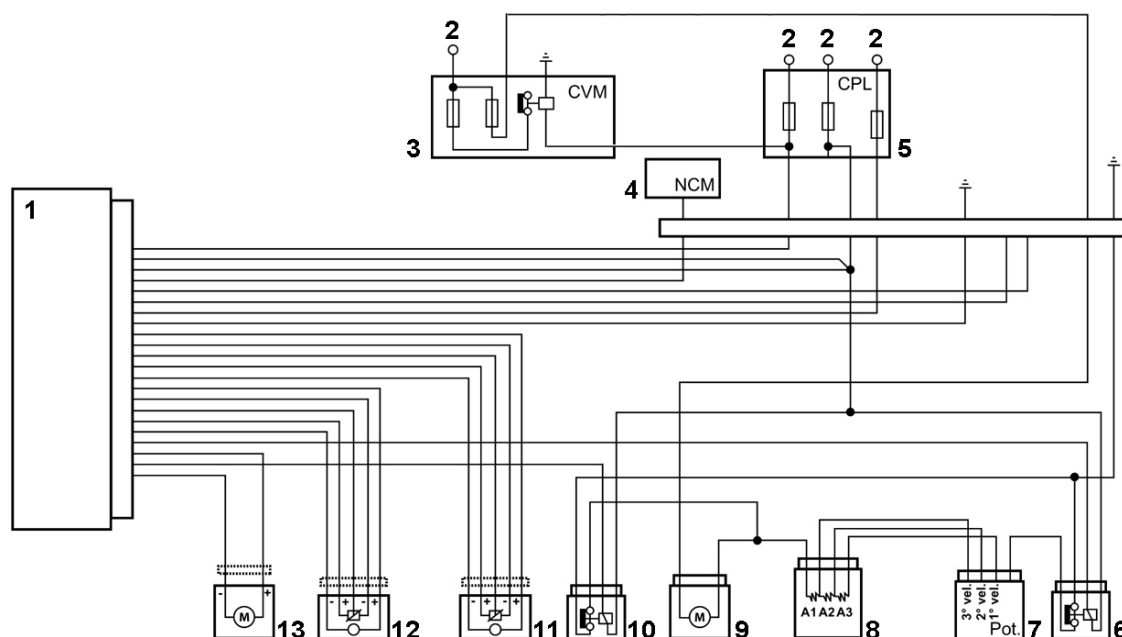 2
2 2 2
CVM
CPL
3
5
4
NCM
1
- +
M
13
- + - +
12
- + - +
11
10
M
9
A1 A2 A3
8
3° vel.
2° vel.
1° vel.
Pot.
7
6